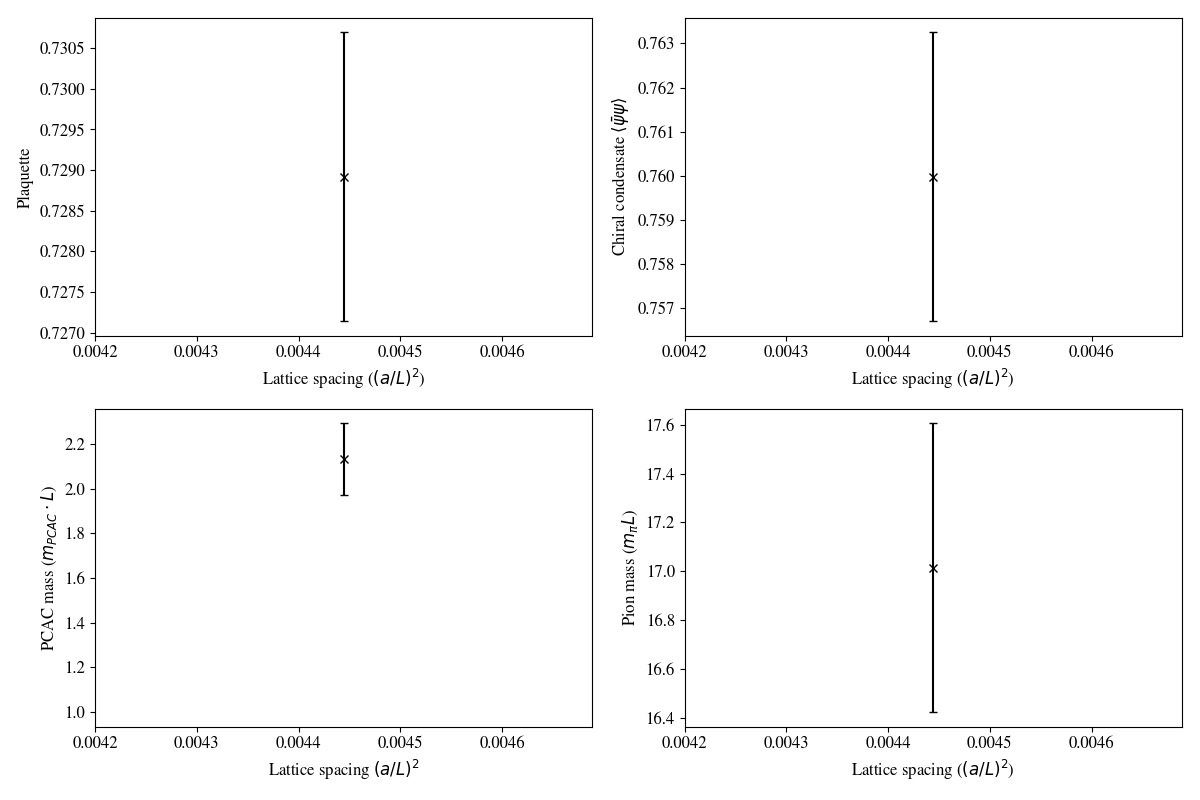 Plaquette
0.7305
0.7300
0.7295
0.7290
0.7285
0.7280
0.7275
0.7270
0.0042 0.0043 0.0044 0.0045 0.0046
Lattice spacing ((a/L)²)
Chiral condensate ⟨ψ̄ψ⟩
0.763
0.762
0.761
0.760
0.759
0.758
0.757
0.0042 0.0043 0.0044 0.0045 0.0046
Lattice spacing ((a/L)²)
PCAC mass (m_{PCAC} · L)
2.2
2.0
1.8
1.6
1.4
1.2
1.0
0.0042 0.0043 0.0044 0.0045 0.0046
Lattice spacing (a/L)²
Pion mass (m_πL)
17.6
17.4
17.2
17.0
16.8
16.6
16.4
0.0042 0.0043 0.0044 0.0045 0.0046
Lattice spacing ((a/L)²)